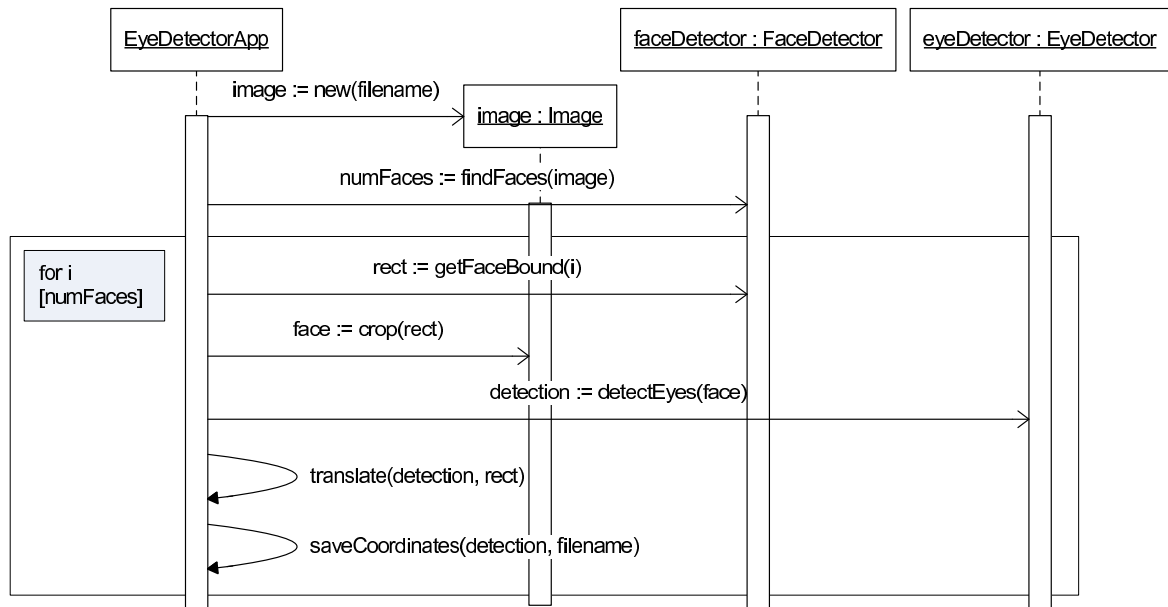 EyeDetectorApp
faceDetector : FaceDetector
eyeDetector : EyeDetector
image := new(filename)
image : Image
numFaces := findFaces(image)
for i
[numFaces]
rect := getFaceBound(i)
face := crop(rect)
detection := detectEyes(face)
translate(detection, rect)
saveCoordinates(detection, filename)